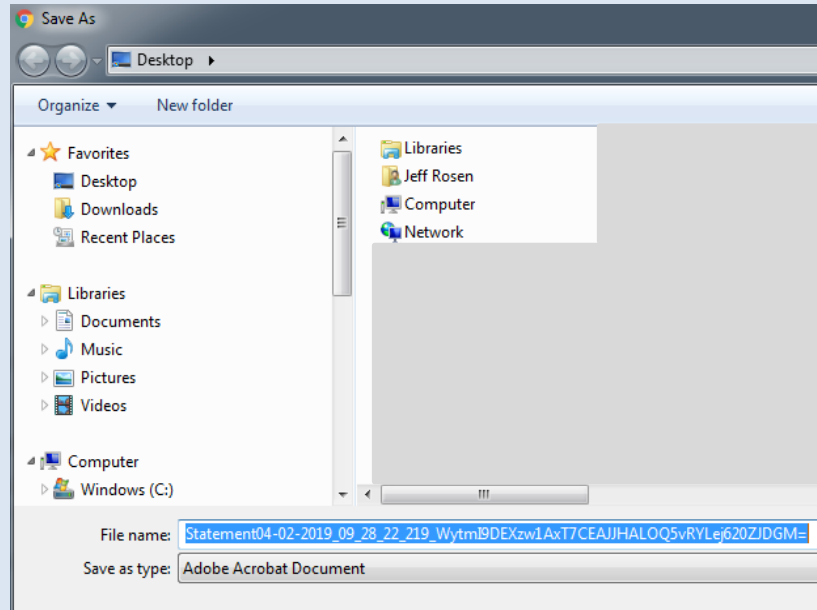 Save As
Desktop
Organize New folder
Favorites
Desktop
Downloads
Recent Places
Libraries
Documents
Music
Pictures
Videos
Computer
Windows (C:)
Libraries
Jeff Rosen
Computer
Network
File name: Statement04-02-2019_09_28_22_219_WytmI9DEXzw1AxT7CEAJJHALOQ5vRYLej620ZJDGM=
Save as type: Adobe Acrobat Document